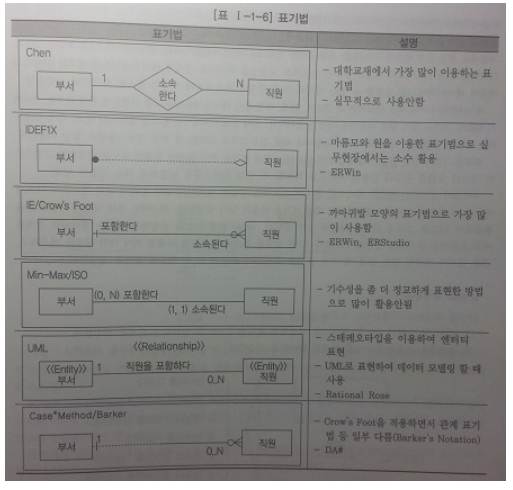 [표 Ⅰ-1-6] 표기법
표기법
설명
Chen
부서
1
소속
한다
N
직원
- 대학교재에서 가장 많이 이용하는 표
기법
- 실무적으로 사용안함
IDEF1X
부서
직원
- 마름모와 원을 이용한 표기법으로 실
무현장에서는 소수 활용
- ERWin
IE/Crow's Foot
부서
포함한다
소속된다
직원
- 까마귀발 모양의 표기법으로 가장 많
이 사용함
- ERWin, ERStudio
Min-Max/ISO
부서
(0, N) 포함한다
(1, 1) 소속된다
직원
- 기수성을 좀 더 정교하게 표현한 방법
으로 많이 활용안됨
UML
<<Relationship>>
<<Entity>>
부서
1
직원을 포함하다
0..N
<<Entity>>
직원
- 스테레오타입을 이용하여 엔터티
표현
- UML로 표현하여 데이터 모델링 할 때
사용
- Rational Rose
Case*Method/Barker
부서
1
0..N
직원
- Crow's Foot을 적용하면서 관계 표기
법 등 일부 다름(Barker's Notation)
- DA#